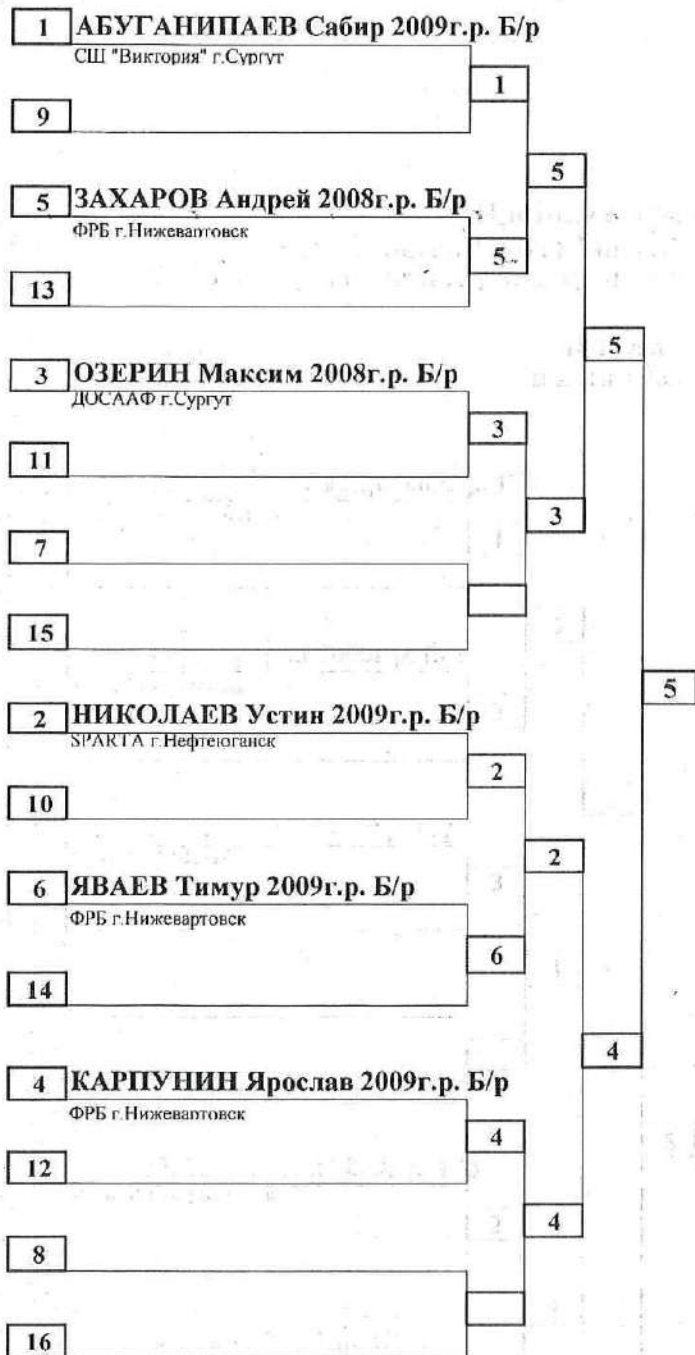 1 АБУГАНИПАЕВ Сабир 2009г.р. Б/р
СШ "Виктория" г.Сургут
1
9
5
5 ЗАХАРОВ Андрей 2008г.р. Б/р
ФРБ г.Нижевартовск
5
13
5
3 ОЗЕРИН Максим 2008г.р. Б/р
ДОСААФ г.Сургут
3
11
3
7
15
5
2 НИКОЛАЕВ Устин 2009г.р. Б/р
SPARTA г.Нефтеюганск
2
10
2
6 ЯВАЕВ Тимур 2009г.р. Б/р
ФРБ г.Нижевартовск
6
14
4
4 КАРПУНИН Ярослав 2009г.р. Б/р
ФРБ г.Нижевартовск
4
12
4
8
16